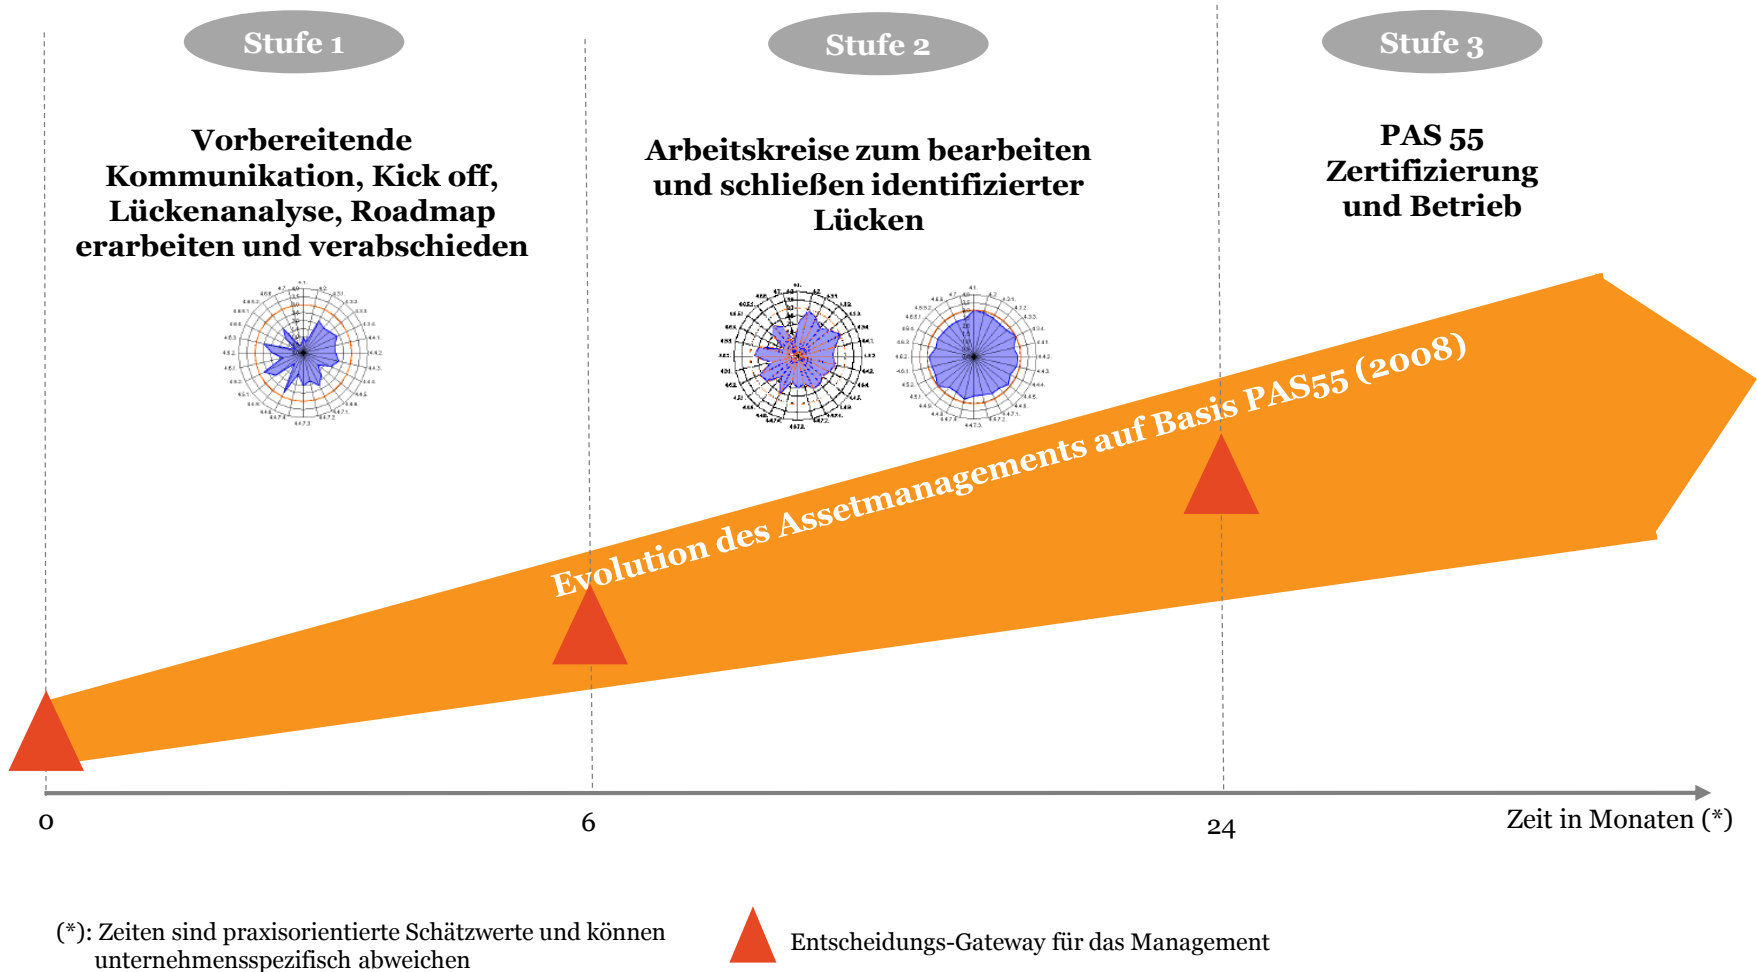 Stufe 1
Stufe 2
Stufe 3
Vorbereitende
Kommunikation, Kick off,
Lückenanalyse, Roadmap
erarbeiten und verabschieden
Arbeitskreise zum bearbeiten
und schließen identifizierter
Lücken
PAS 55
Zertifizierung
und Betrieb
Evolution des Assetmanagements auf Basis PAS55 (2008)
0
6
24
Zeit in Monaten (*)
(*): Zeiten sind praxisorientierte Schätzwerte und können
unternehmensspezifisch abweichen
Entscheidungs-Gateway für das Management